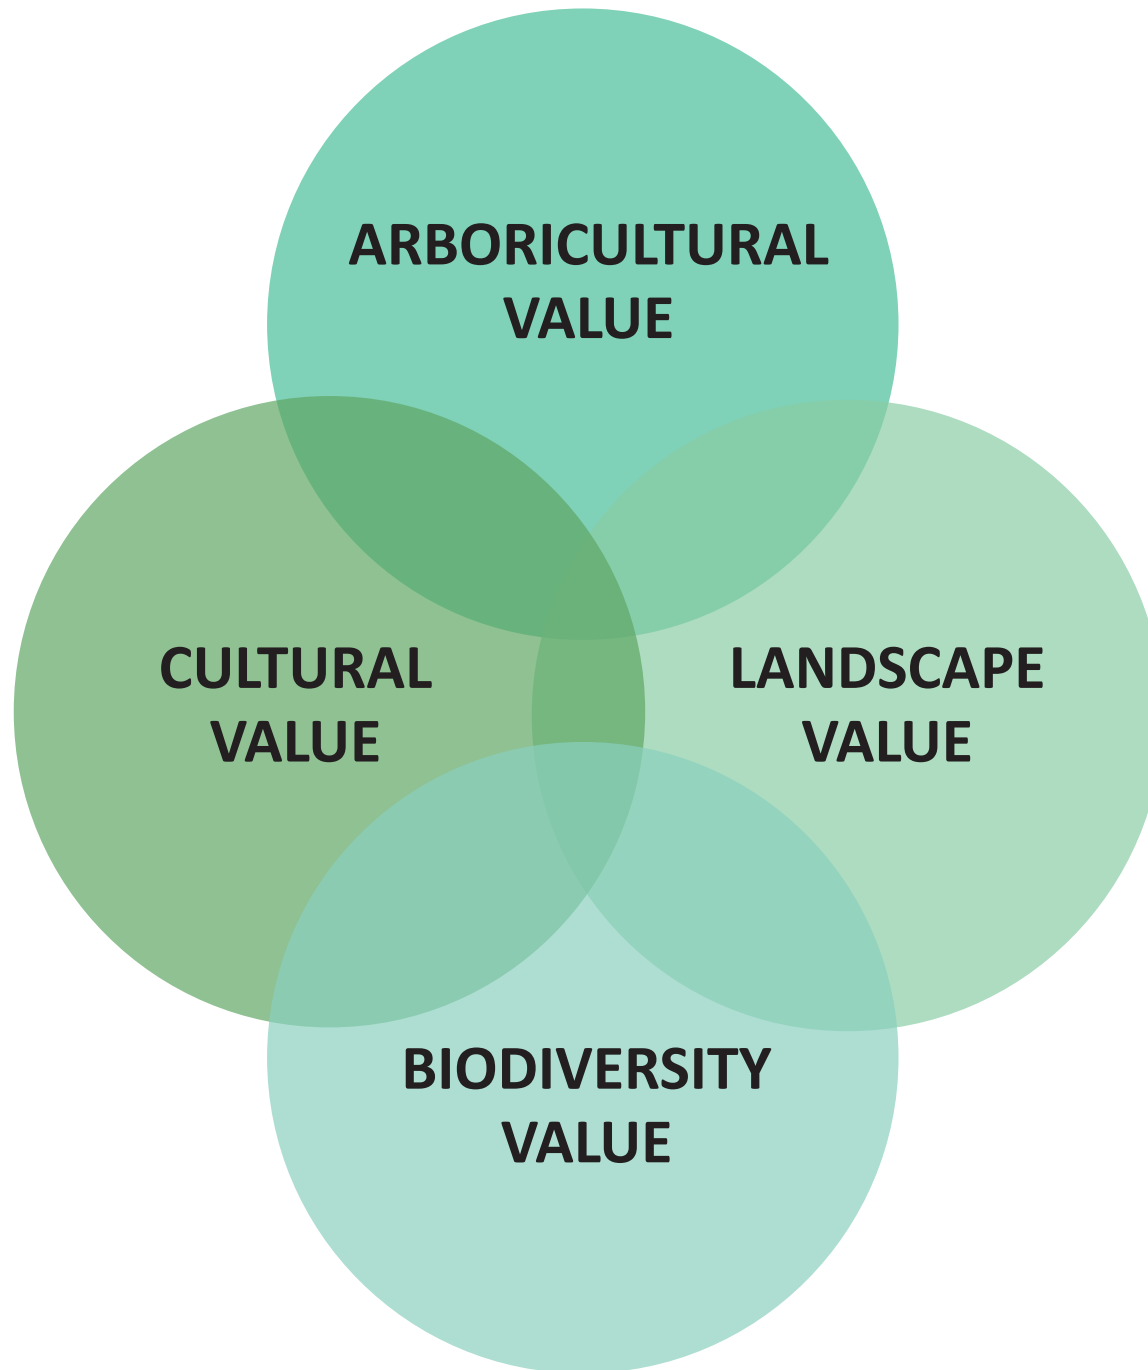 ARBORICULTURAL
VALUE
CULTURAL
VALUE
LANDSCAPE
VALUE
BIODIVERSITY
VALUE